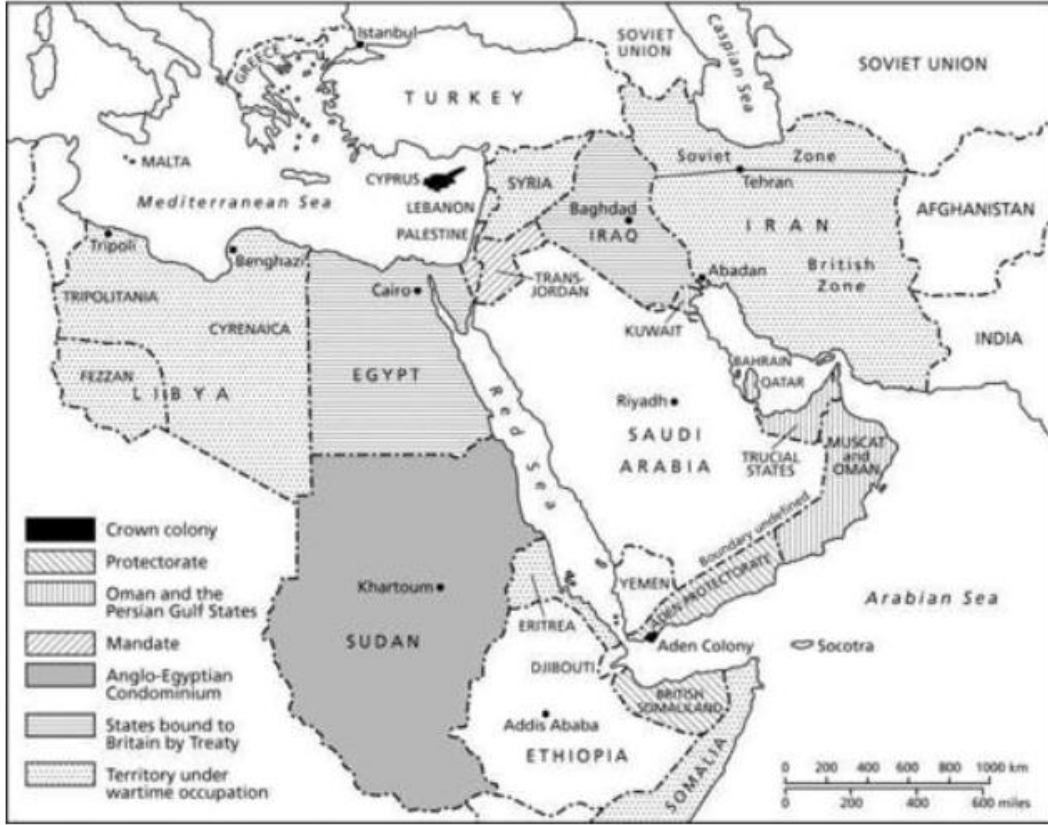 Istanbul
GREECE
SOVIET
UNION
Caspian Sea
SOVIET UNION
TURKEY
MALTA
CYPRUS
SYRIA
Soviet Zone
Tehran
Mediterranean Sea
LEBANON
Baghdad
AFGHANISTAN
PALESTINE
IRAQ
IRAN
Tripoli
Benghazi
Abadan
British
Zone
TRANS-
JORDAN
Cairo
TRIPOLITANIA
CYRENAICA
KUWAIT
INDIA
FEZZAN
LIBYA
EGYPT
BAHRAIN
QATAR
Red Sea
Riyadh
SAUDI
ARABIA
TRUCIAL
STATES
MUSCAT
and
OMAN
Boundary undefined
Khartoum
SUDAN
YEMEN
ADEN PROTECTORATE
Arabian Sea
ERITREA
Aden Colony
Socotra
DJIBOUTI
BRITISH
SOMALILAND
Addis Ababa
ETHIOPIA
SOMALIA
Crown colony
Protectorate
Oman and the
Persian Gulf States
Mandate
Anglo-Egyptian
Condominium
States bound to
Britain by Treaty
Territory under
wartime occupation
0 200 400 600 800 1000 km
0 200 400 600 miles